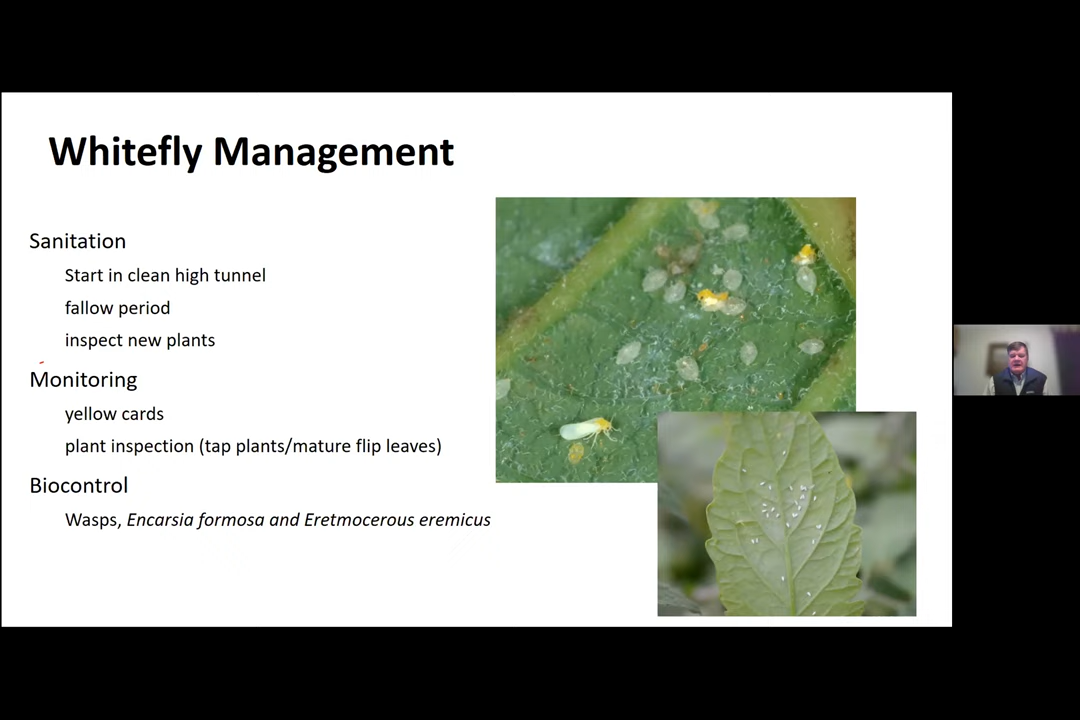 Whitefly Management
Sanitation
Start in clean high tunnel
fallow period
inspect new plants
Monitoring
yellow cards
plant inspection (tap plants/mature flip leaves)
Biocontrol
Wasps, Encarsia formosa and Eretmocerous eremicus